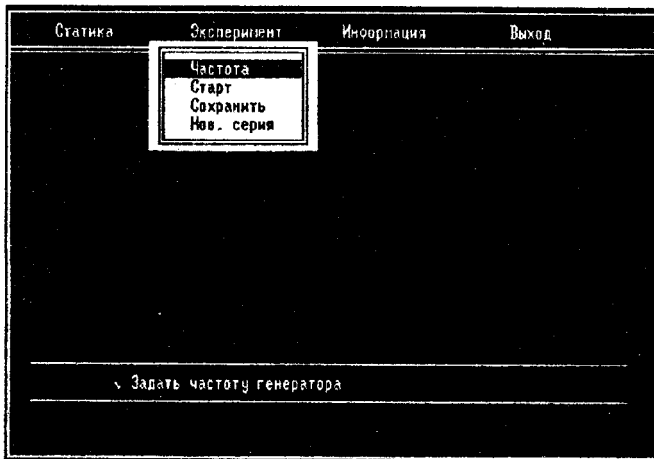 Статика Эксперимент Информация Выход
Частота
Старт
Сохранить
Нов. серия
Задать частоту генератора